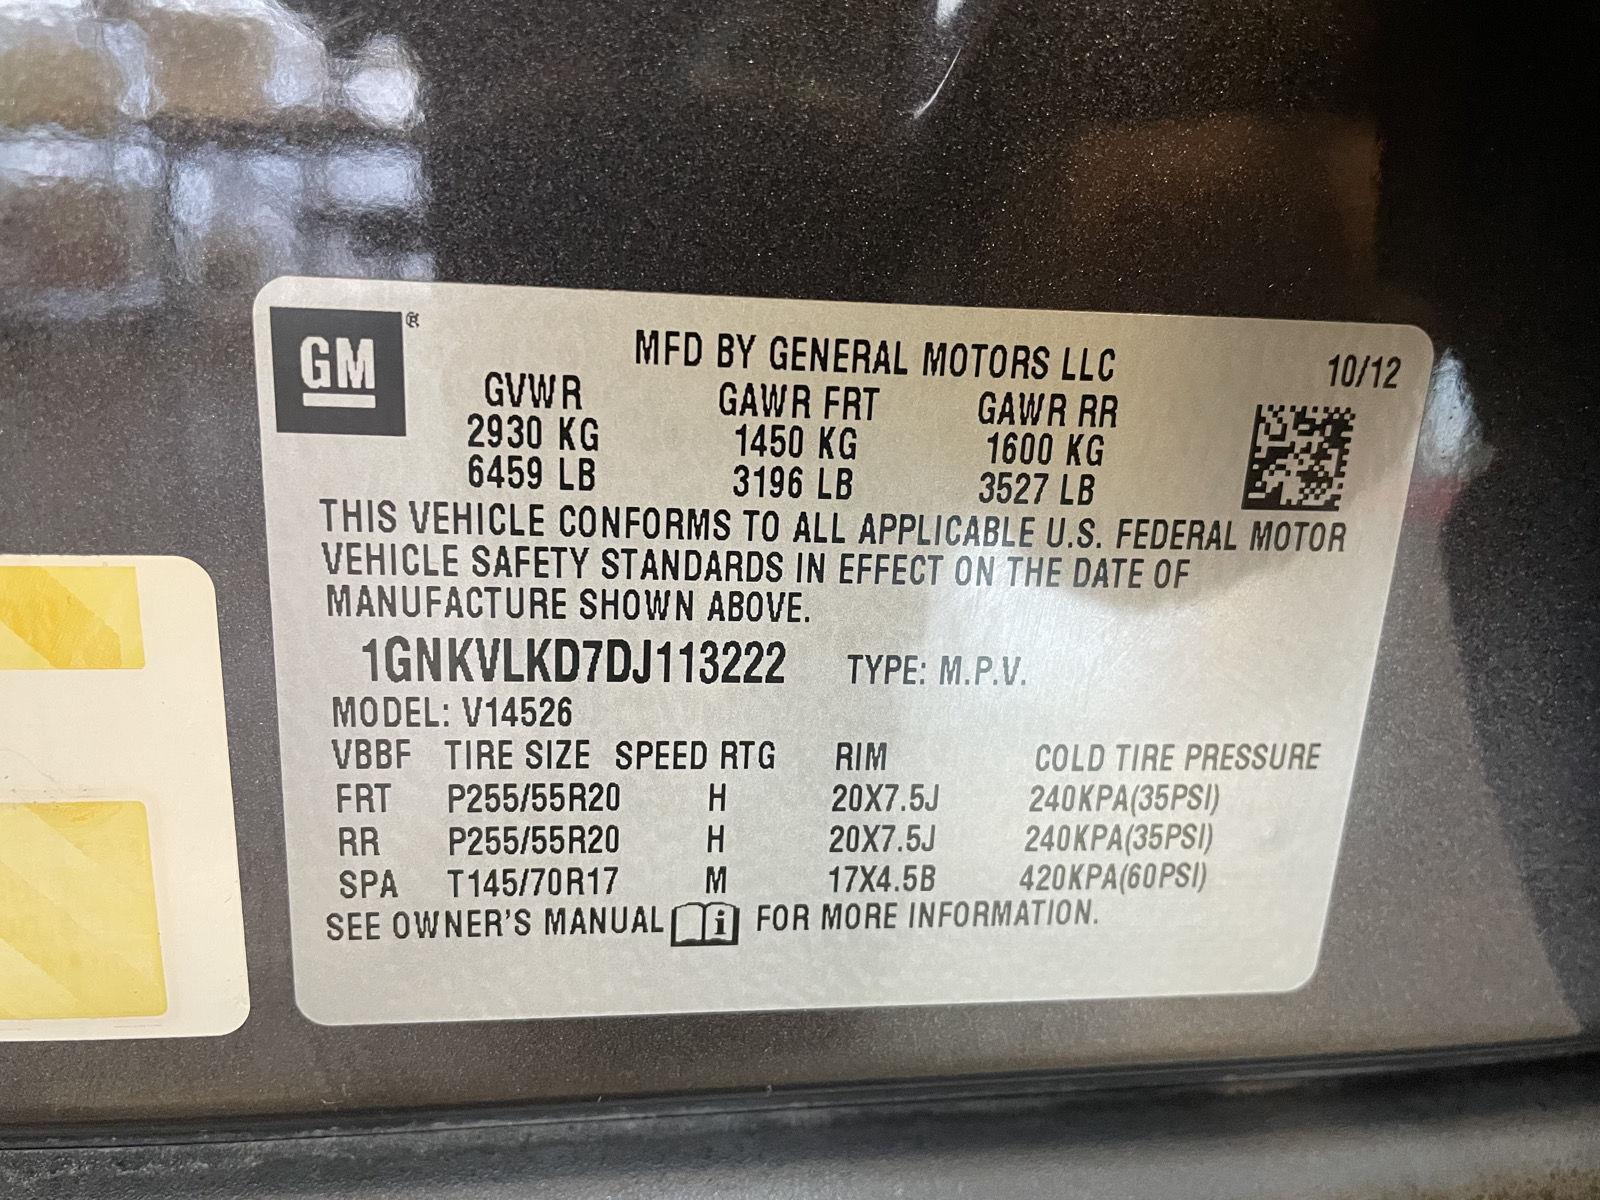 GM ®
MFD BY GENERAL MOTORS LLC 10/12
GVWR GAWR FRT GAWR RR
2930 KG 1450 KG 1600 KG
6459 LB 3196 LB 3527 LB
THIS VEHICLE CONFORMS TO ALL APPLICABLE U.S. FEDERAL MOTOR
VEHICLE SAFETY STANDARDS IN EFFECT ON THE DATE OF
MANUFACTURE SHOWN ABOVE.
1GNKVLKD7DJ113222 TYPE: M.P.V.
MODEL: V14526
VBBF TIRE SIZE SPEED RTG RIM COLD TIRE PRESSURE
FRT P255/55R20 H 20X7.5J 240KPA(35PSI)
RR P255/55R20 H 20X7.5J 240KPA(35PSI)
SPA T145/70R17 M 17X4.5B 420KPA(60PSI)
SEE OWNER'S MANUAL i FOR MORE INFORMATION.